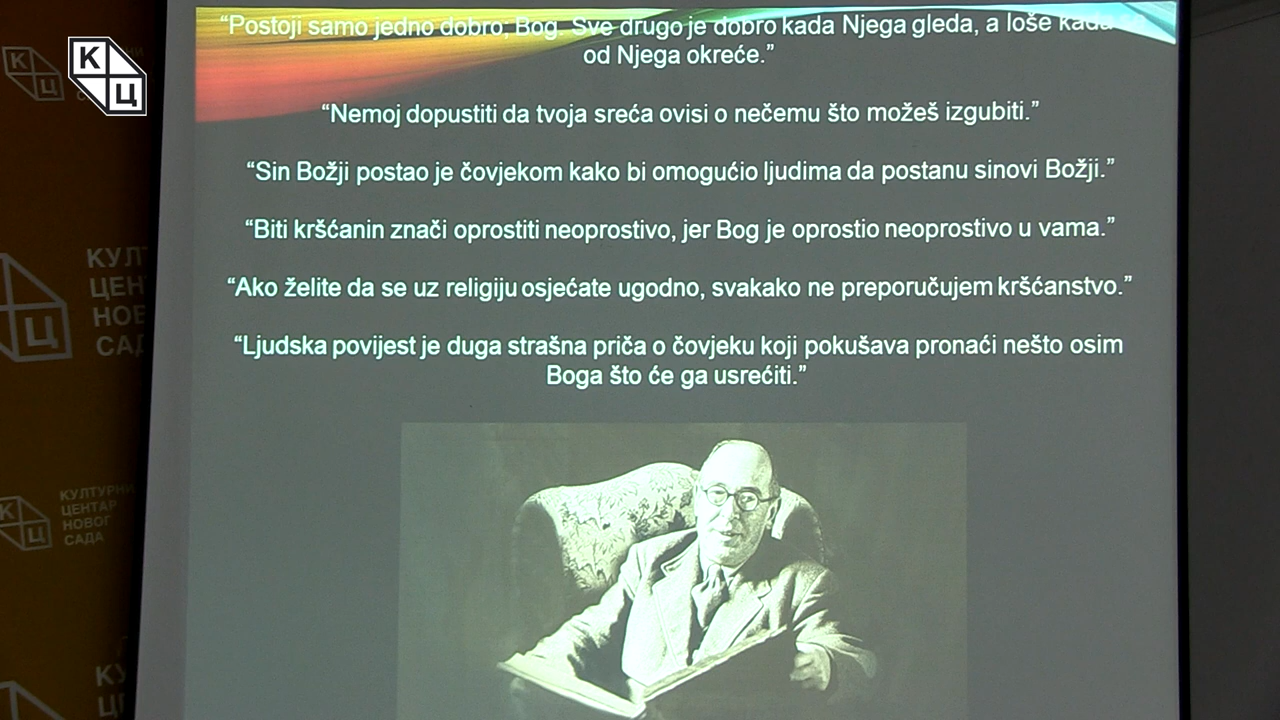 “Postoji samo jedno dobro; Bog. Sve drugo je dobro kada Njega gleda, a loše kada
od Njega okreće.”
“Nemoj dopustiti da tvoja sreća ovisi o nečemu što možeš izgubiti.”
“Sin Božji postao je čovjekom kako bi omogućio ljudima da postanu sinovi Božji.”
“Biti kršćanin znači oprostiti neoprostivo, jer Bog je oprostio neoprostivo u vama.”
“Ako želite da se uz religiju osjećate ugodno, svakako ne preporučujem kršćanstvo.”
“Ljudska povijest je duga strašna priča o čovjeku koji pokušava pronaći nešto osim
Boga što će ga usrećiti.”
К
Ц
К
Ц
Ц
КУЛТ
ЦЕН
НОВ
САД
К
Ц
КУЛТУРНИ
ЦЕНТАР
НОВОГ
САДА